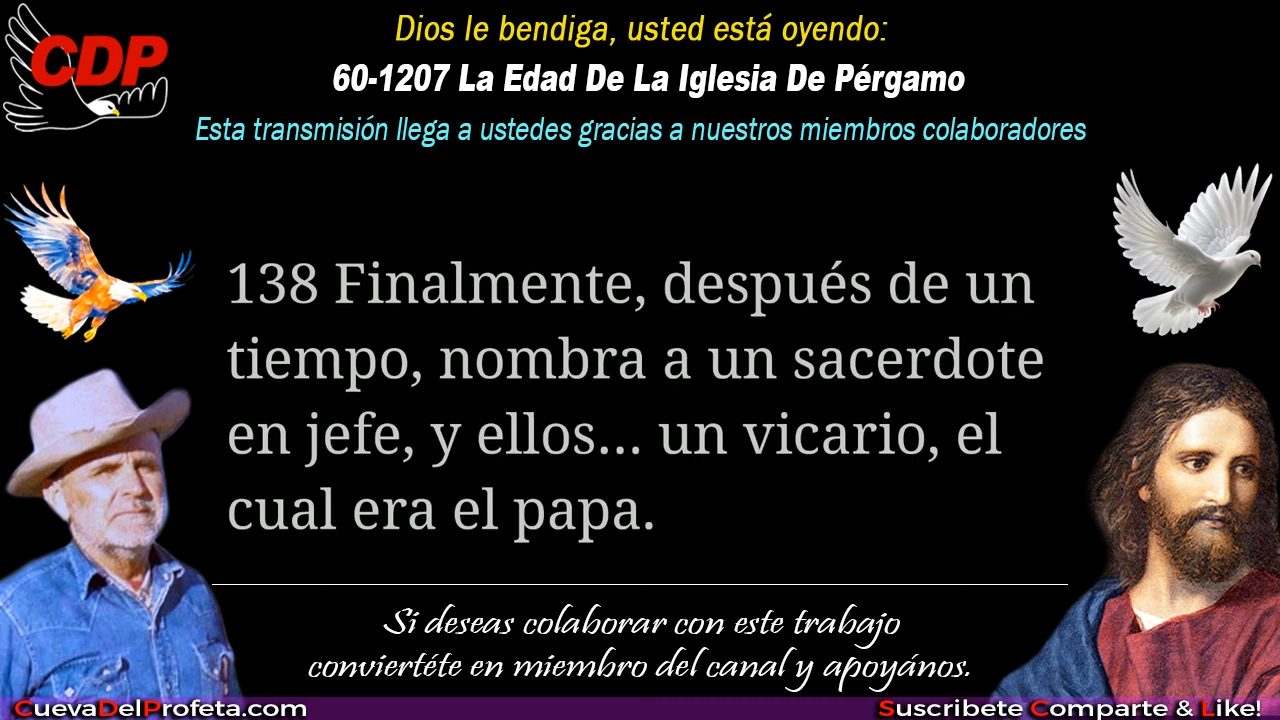 CDP
Dios le bendiga, usted está oyendo:
60-1207 La Edad De La Iglesia De Pérgamo
Esta transmisión llega a ustedes gracias a nuestros miembros colaboradores
138 Finalmente, después de un
tiempo, nombra a un sacerdote
en jefe, y ellos... un vicario, el
cual era el papa.
Si deseas colaborar con este trabajo
conviertéte en miembro del canal y apoyános.
CuevaDelProfeta.com
Suscribete Comparte & Like!